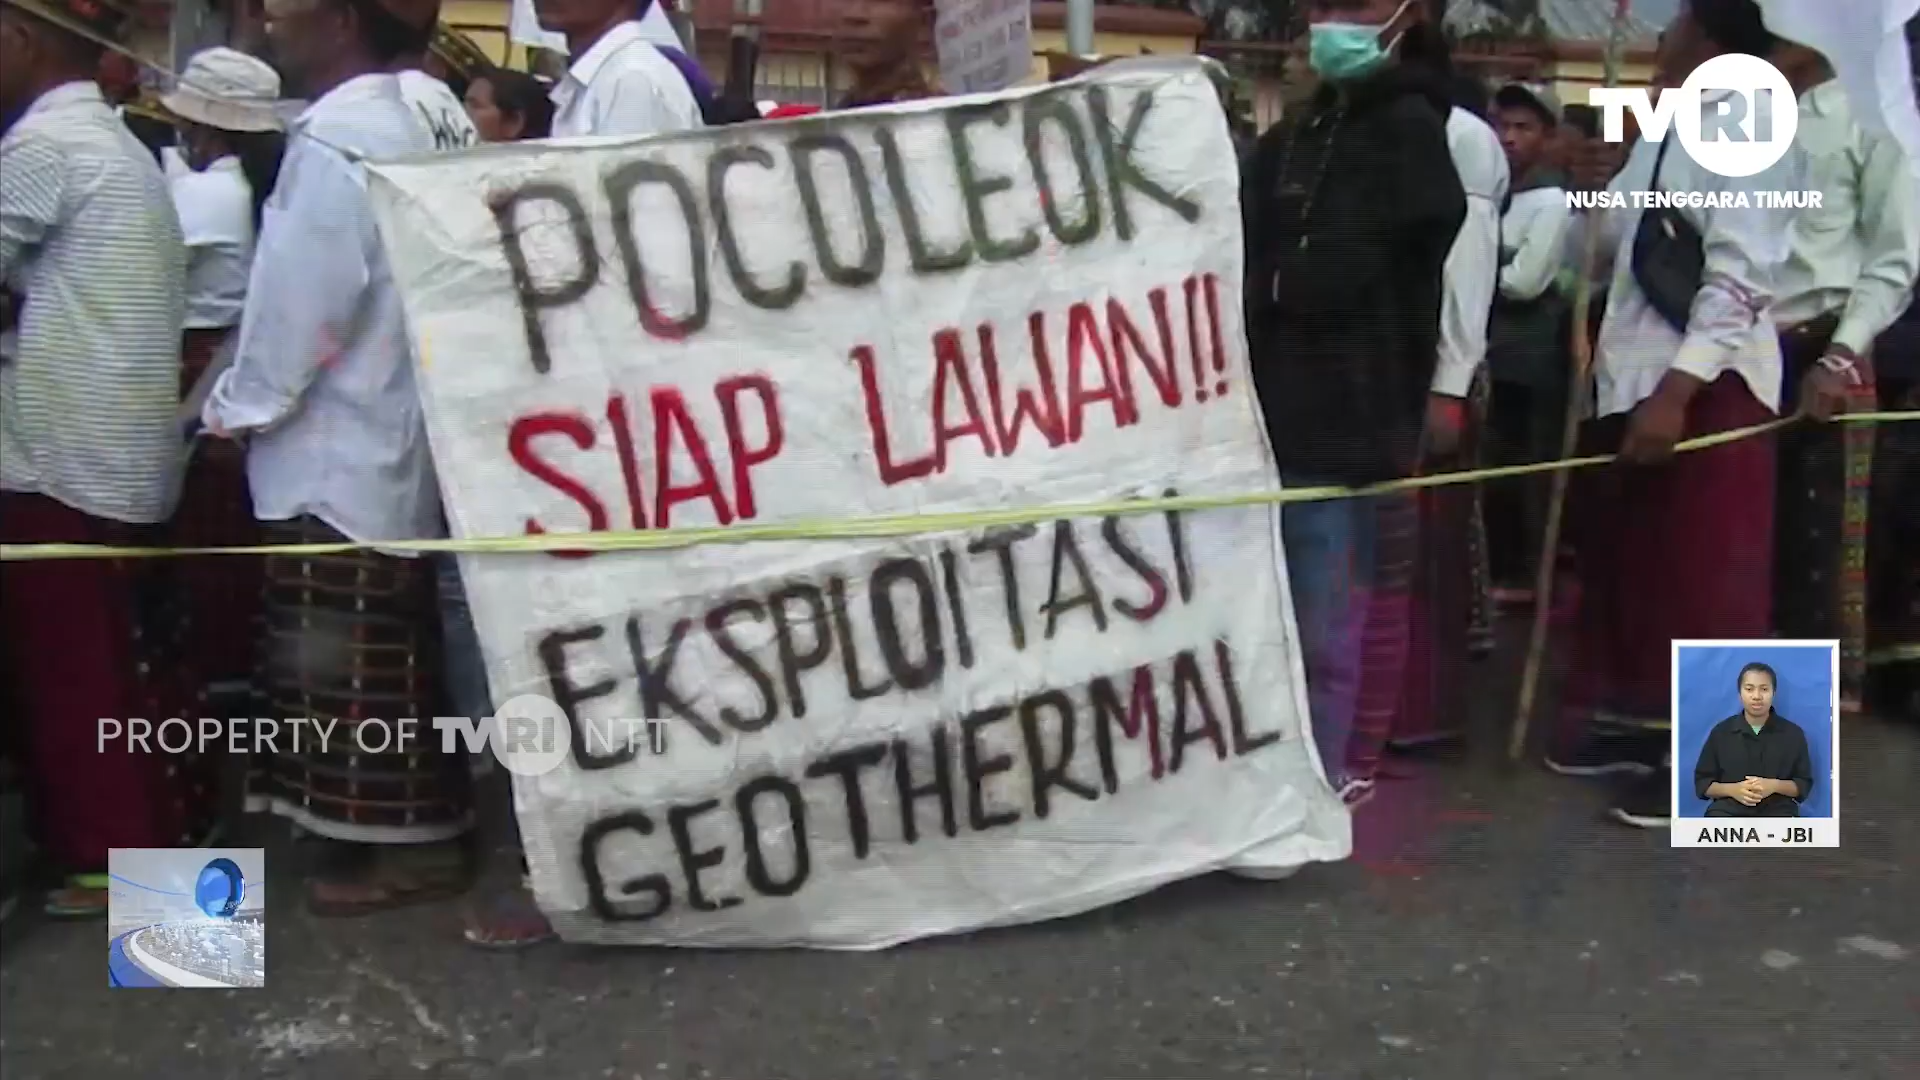 TVRI
NUSA TENGGARA TIMUR
POCOLEOK
SIAP LAWAN!!
EKSPLOITASI
GEOTHERMAL
PROPERTY OF TVRI NTT
ANNA - JBI